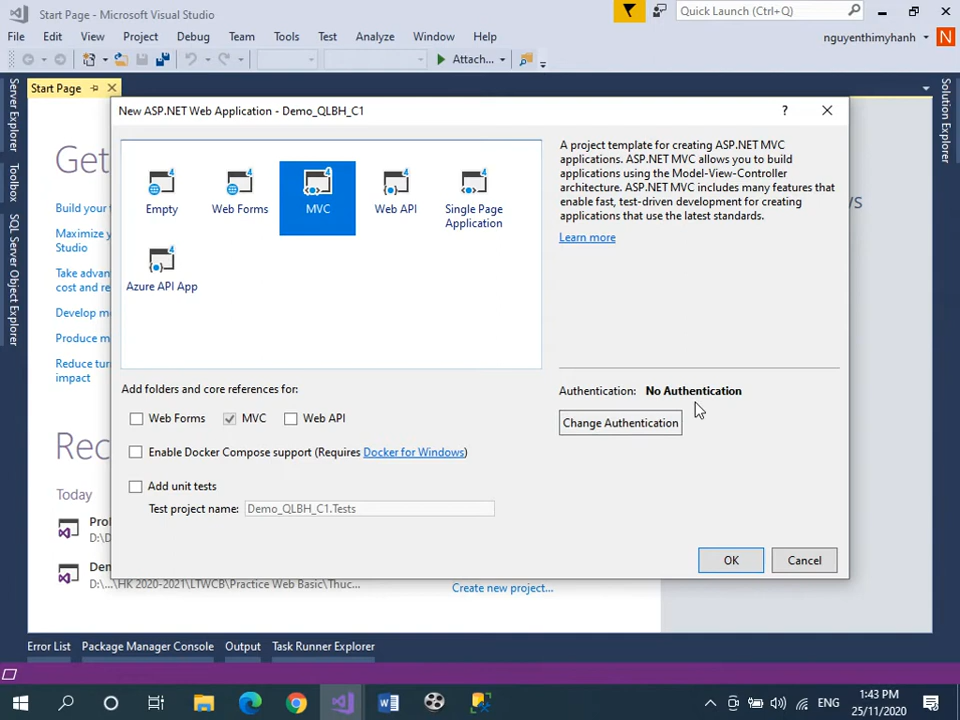 Start Page - Microsoft Visual Studio
Quick Launch (Ctrl+Q)
File Edit View Project Debug Team Tools Test Analyze Window Help
nguyenthimyhanh
N
Attach...
Start Page
Server Explorer
Toolbox
SQL Server Object Explorer
Solution Explorer
Get
Build your
Maximize y
Studio
Take advan
cost and re
Develop m
Produce m
Reduce tur
impact
Rec
Today
Pro
D:\D
Den
D:\...\HK 2020-2021\LTWCB\Practice Web Basic\Thuc...
Create new project...
New ASP.NET Web Application - Demo_QLBH_C1
?
4 Empty
4 Web Forms
4 MVC
4 Web API
4 Single Page
Application
4 Azure API App
A project template for creating ASP.NET MVC
applications. ASP.NET MVC allows you to build
applications using the Model-View-Controller
architecture. ASP.NET MVC includes many features that
enable fast, test-driven development for creating
applications that use the latest standards.
Learn more
Add folders and core references for:
Web Forms MVC Web API
Enable Docker Compose support (Requires Docker for Windows)
Add unit tests
Test project name: Demo_QLBH_C1.Tests
Authentication: No Authentication
Change Authentication
OK Cancel
Error List Package Manager Console Output Task Runner Explorer
ENG
1:43 PM
25/11/2020